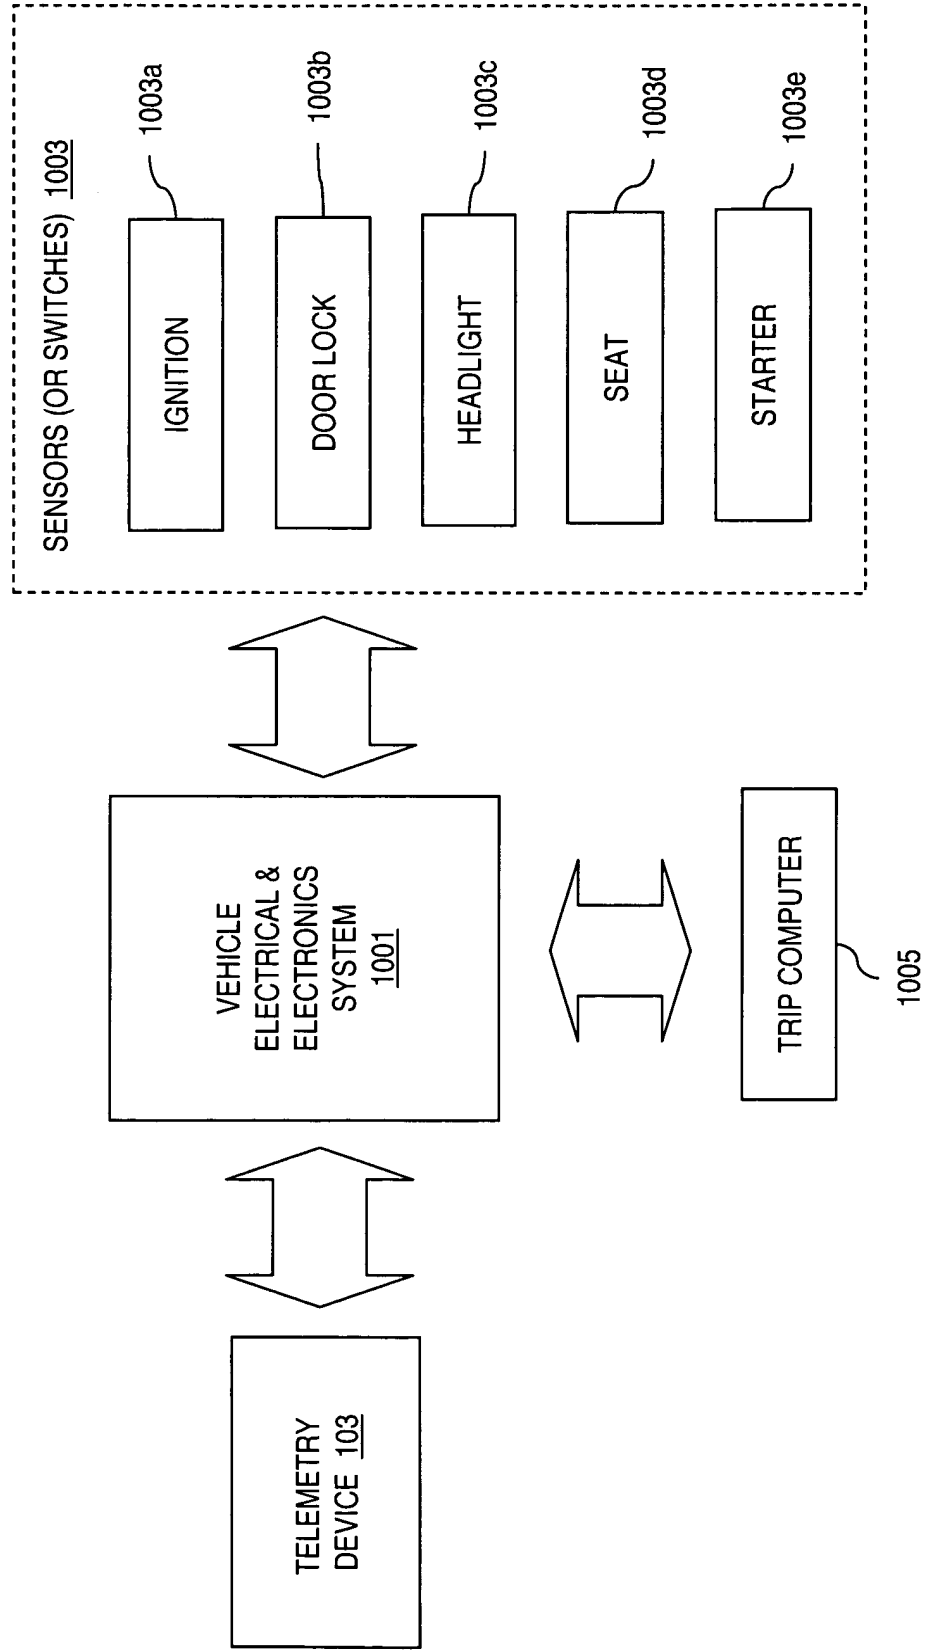 TELEMETRY
DEVICE 103
VEHICLE
ELECTRICAL &
ELECTRONICS
SYSTEM
1001
TRIP COMPUTER
1005
SENSORS (OR SWITCHES) 1003
IGNITION
1003a
DOOR LOCK
1003b
HEADLIGHT
1003c
SEAT
1003d
STARTER
1003e